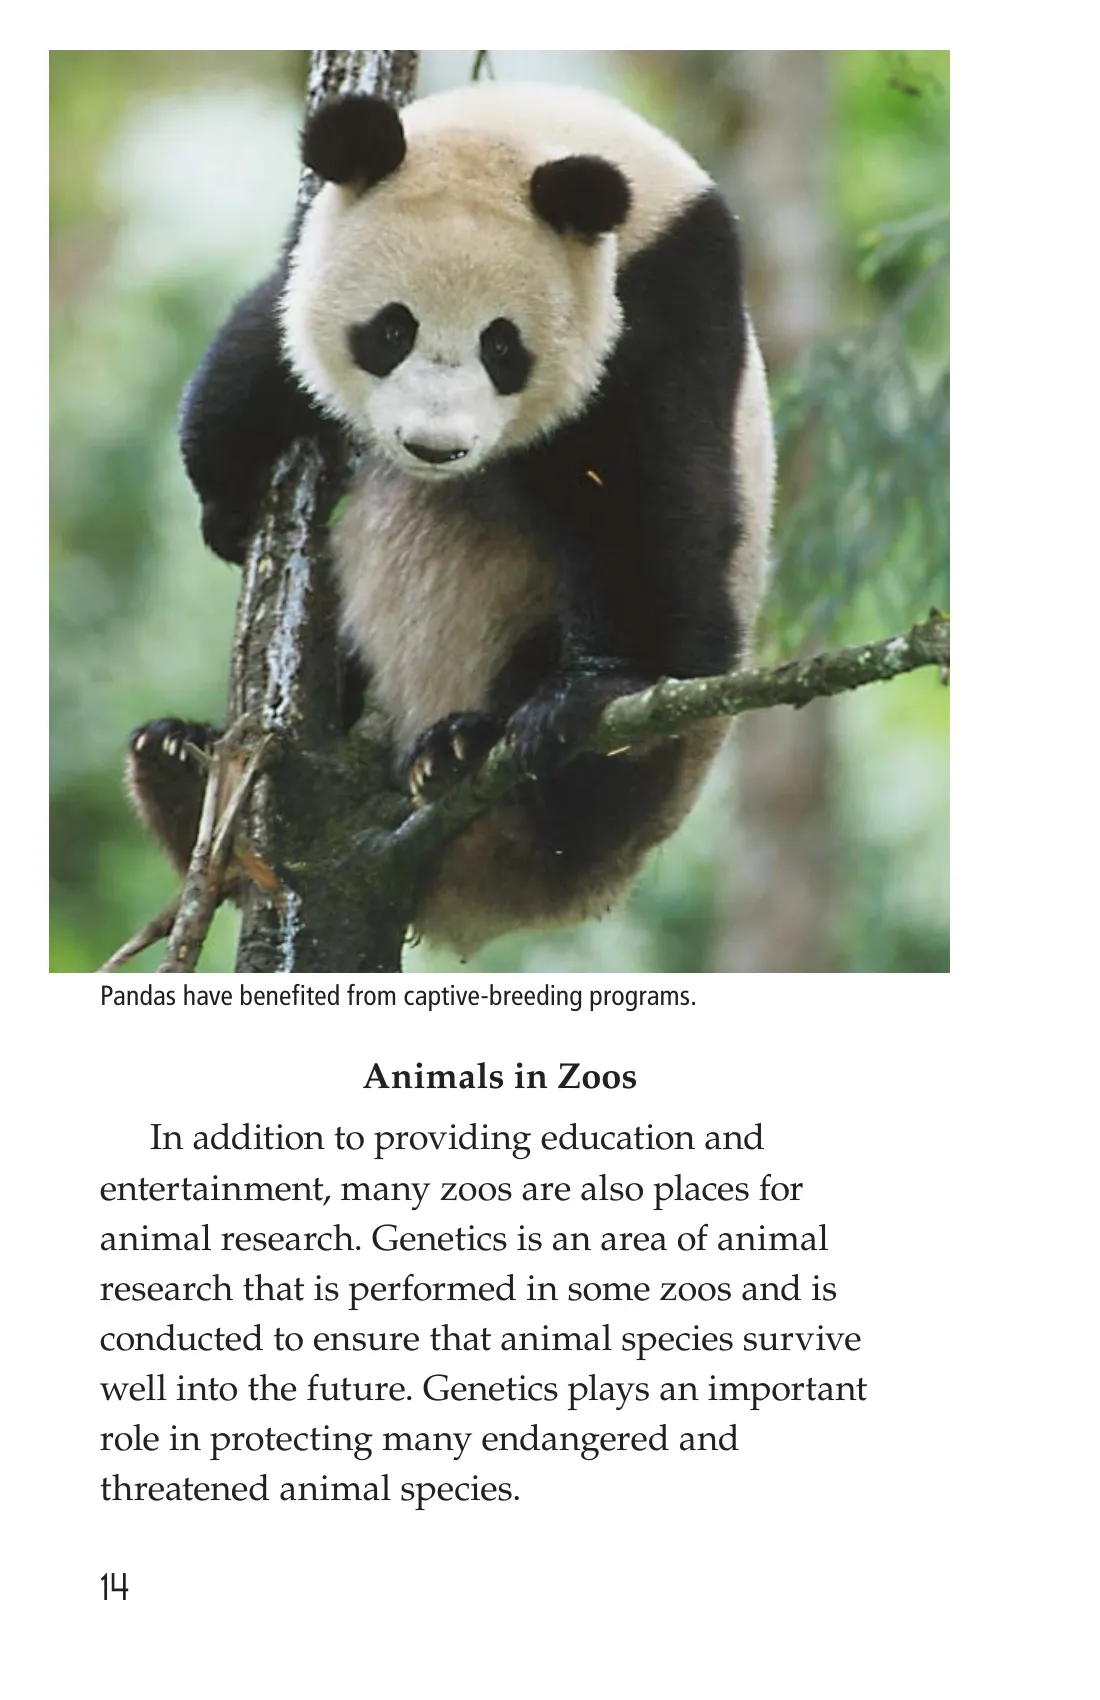 Pandas have benefited from captive-breeding programs.
Animals in Zoos
In addition to providing education and
entertainment, many zoos are also places for
animal research. Genetics is an area of animal
research that is performed in some zoos and is
conducted to ensure that animal species survive
well into the future. Genetics plays an important
role in protecting many endangered and
threatened animal species.
14